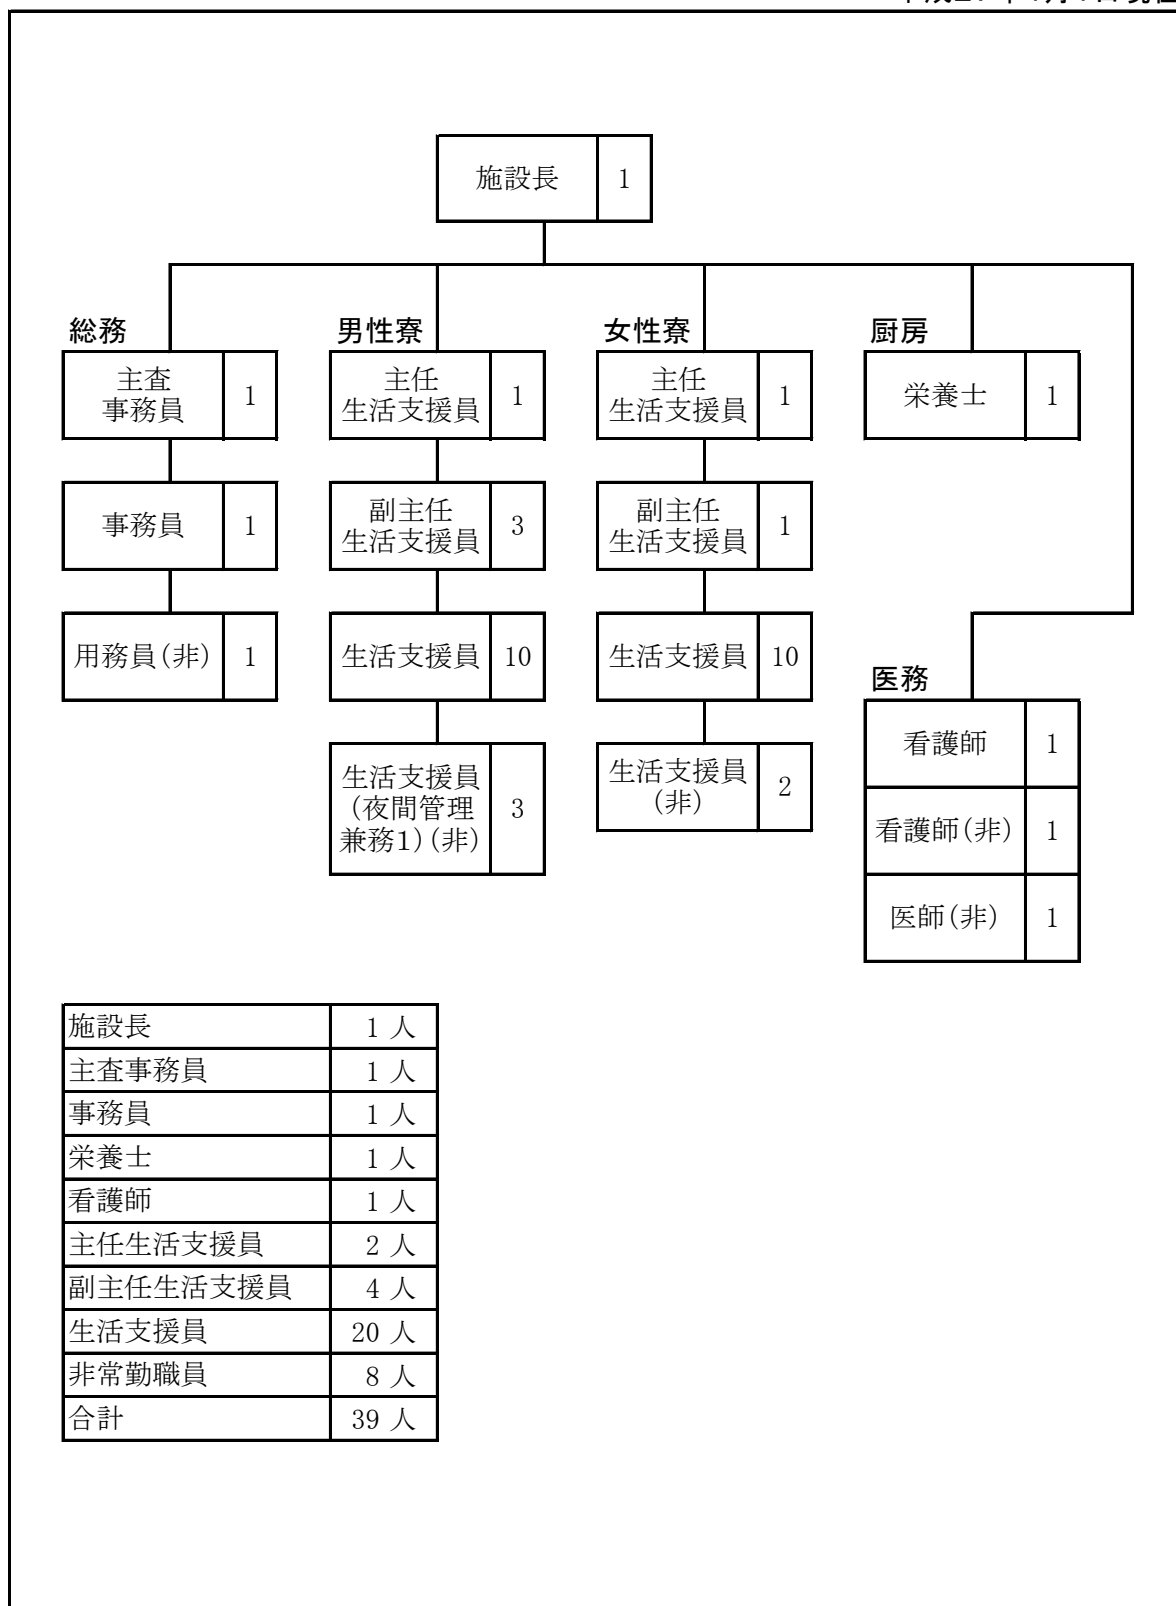 施設長 1
総務 男性寮 女性寮 厨房
主査
事務員 1
主任
生活支援員 1
主任
生活支援員 1
栄養士 1
事務員 1
副主任
生活支援員 3
副主任
生活支援員 1
用務員(非) 1
生活支援員 10
生活支援員 10
医務
看護師 1
生活支援員
(夜間管理
兼務1)(非) 3
生活支援員
(非) 2
看護師(非) 1
医師(非) 1
施設長 1 人
主査事務員 1 人
事務員 1 人
栄養士 1 人
看護師 1 人
主任生活支援員 2 人
副主任生活支援員 4 人
生活支援員 20 人
非常勤職員 8 人
合計 39 人